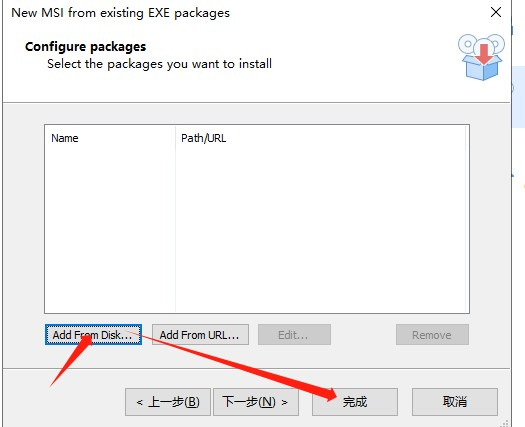 New MSI from existing EXE packages
Configure packages
Select the packages you want to install
Name Path/URL
Add From Disk... Add From URL... Edit... Remove
< 上一步(B) 下一步(N) > 完成 取消